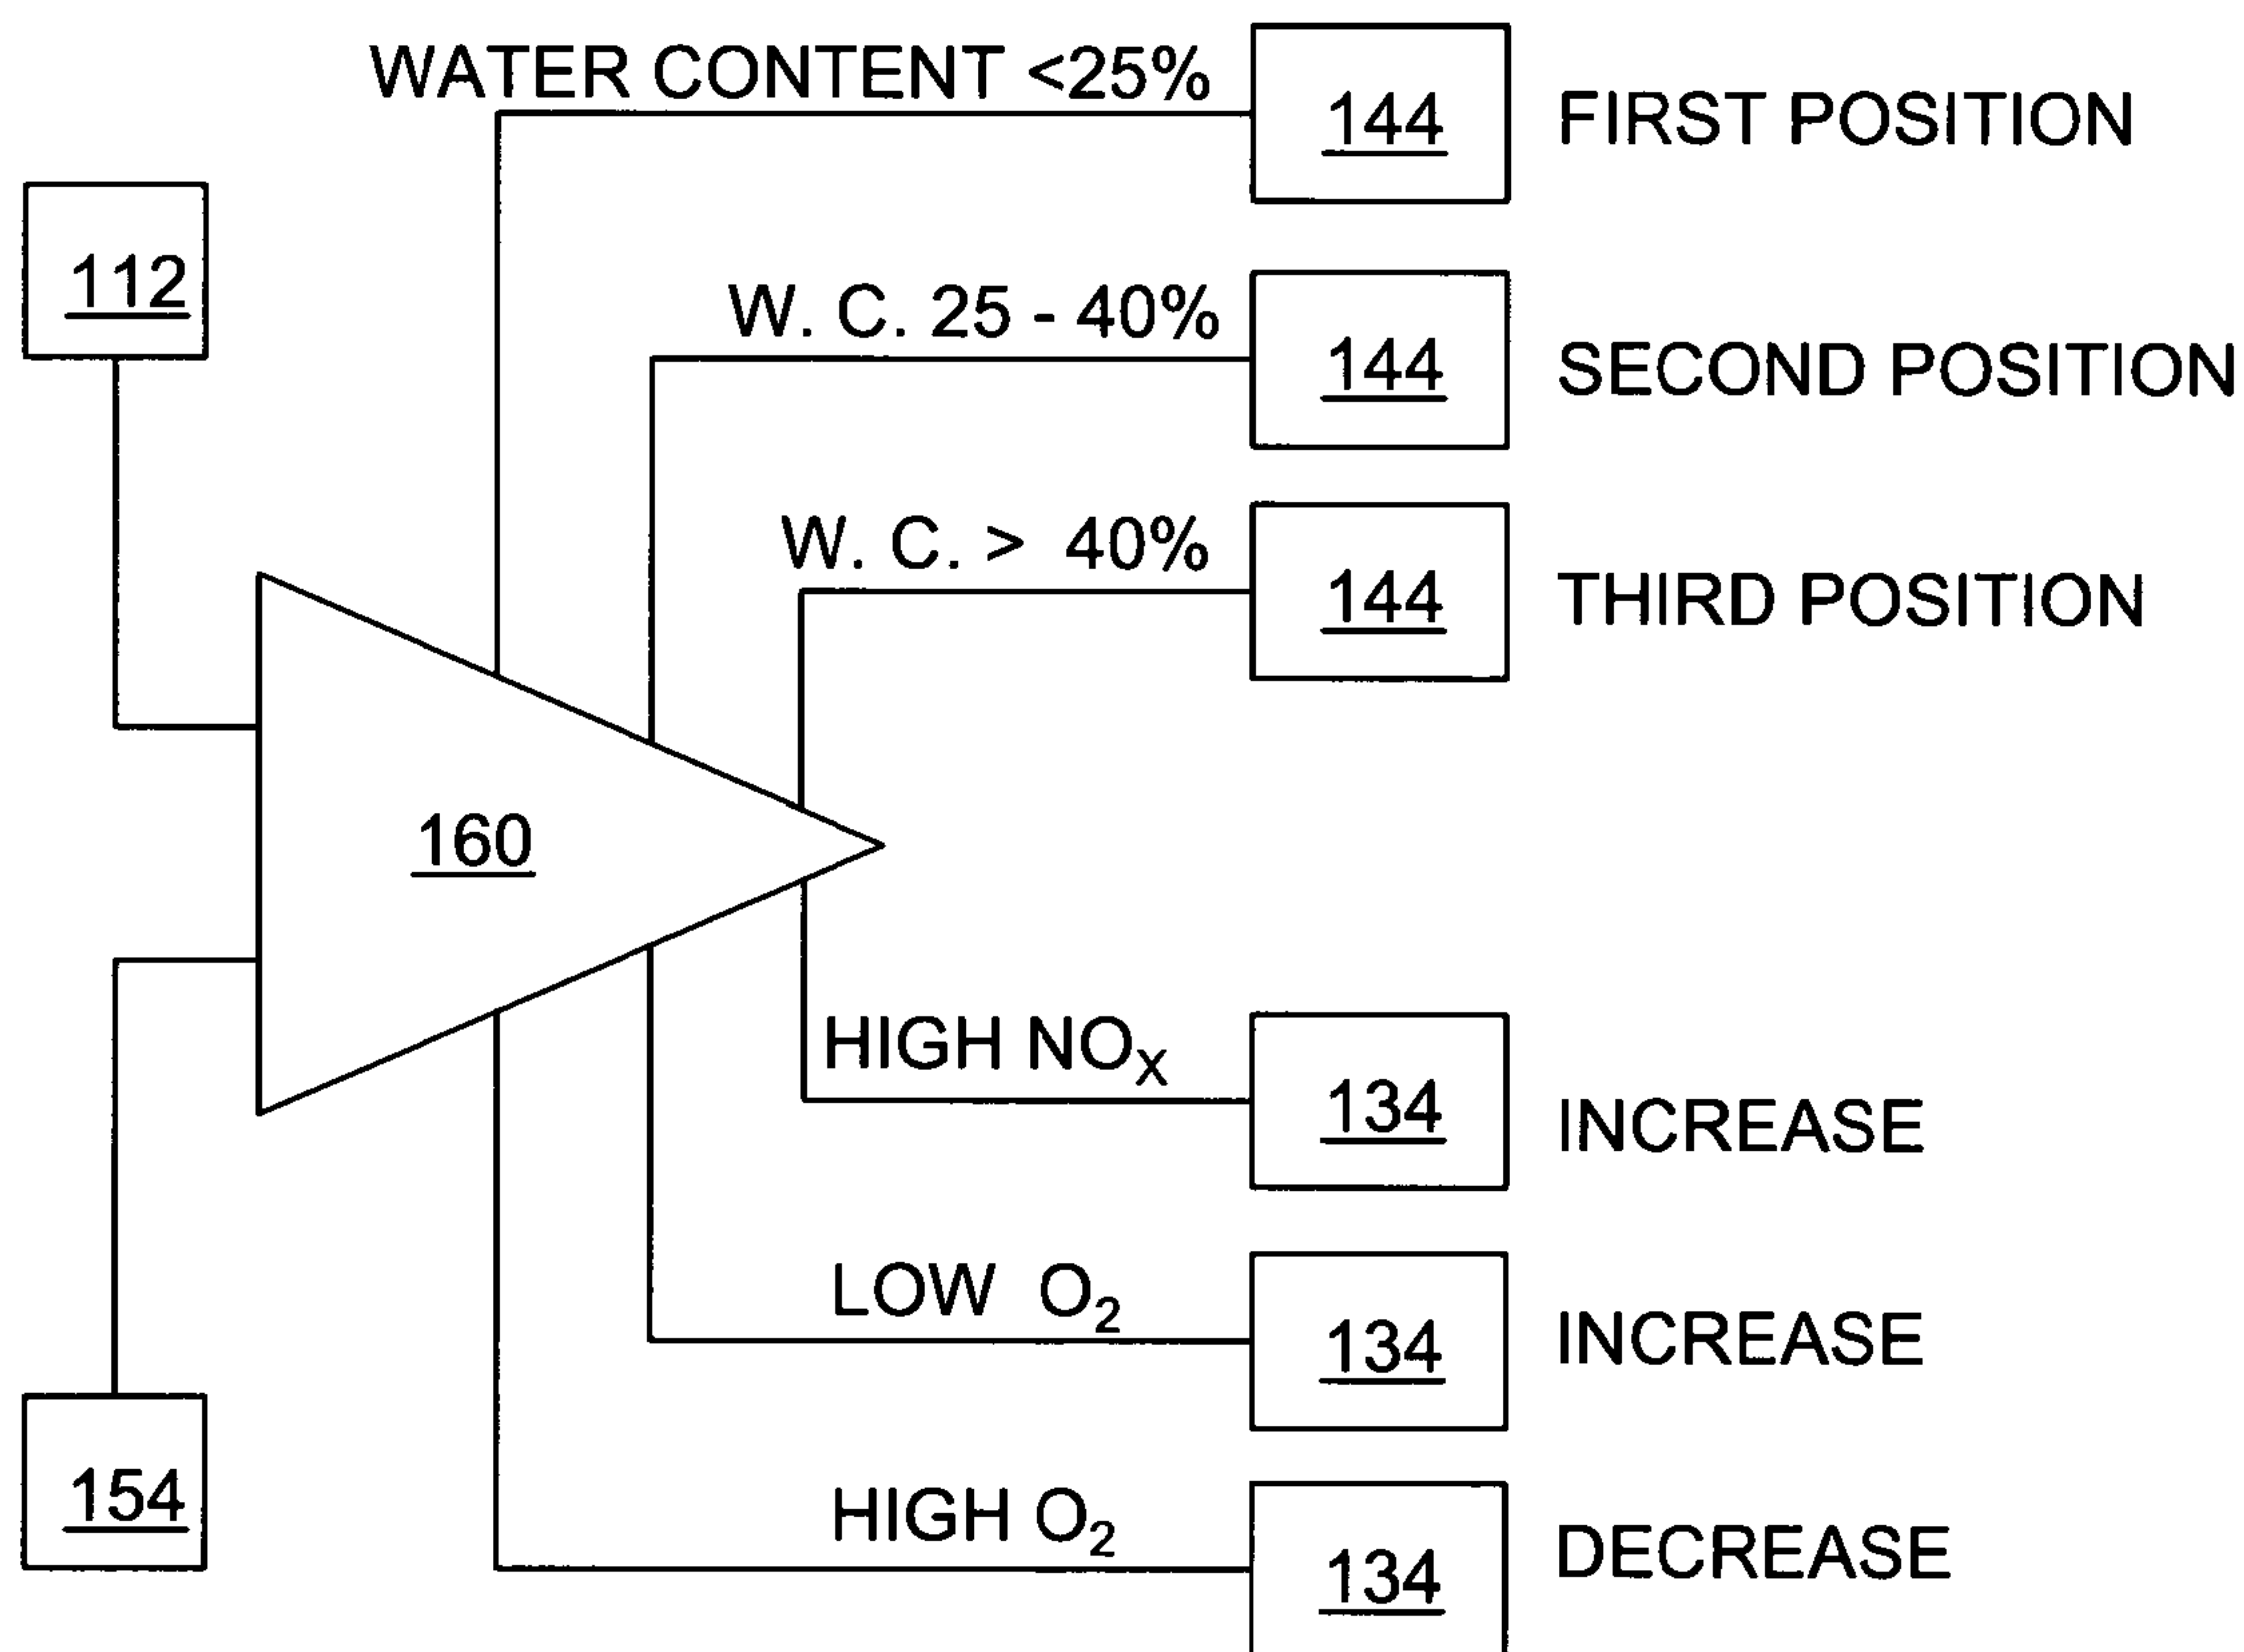 WATER CONTENT <25%
144
FIRST POSITION
112
W. C. 25 - 40%
144
SECOND POSITION
W. C. > 40%
144
THIRD POSITION
160
HIGH NOX
134
INCREASE
LOW O2
134
INCREASE
154
HIGH O2
134
DECREASE